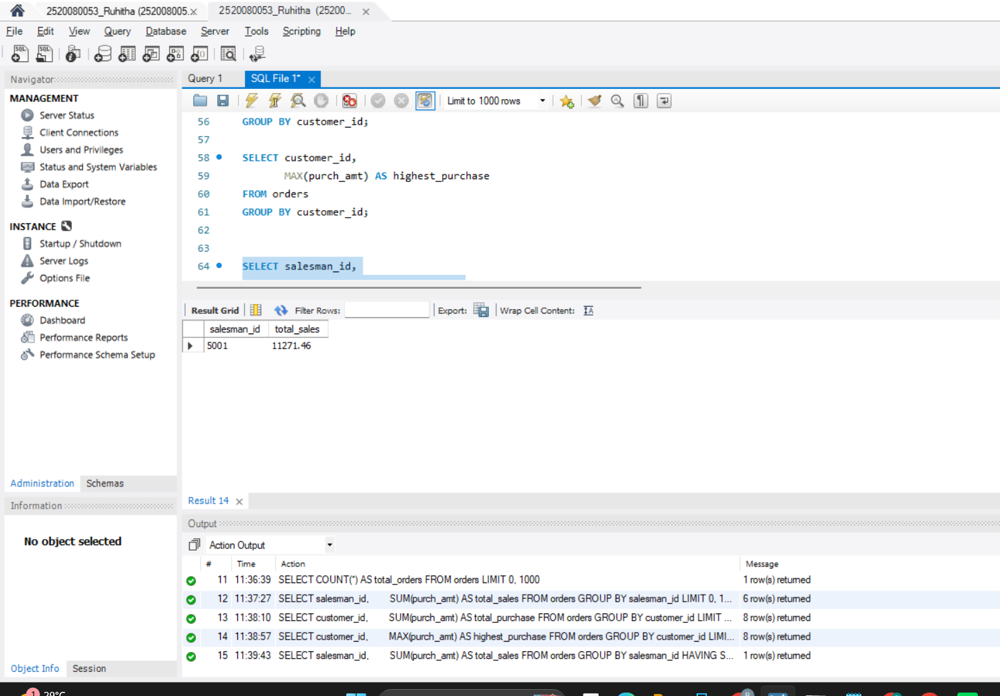 2520080053_Ruhitha (252008005. x
2520080053_Ruhitha (25200... x
File Edit View Query Database Server Tools Scripting Help
Navigator
MANAGEMENT
Server Status
Client Connections
Users and Privileges
Status and System Variables
Data Export
Data Import/Restore
INSTANCE
Startup / Shutdown
Server Logs
Options File
PERFORMANCE
Dashboard
Performance Reports
Performance Schema Setup
Administration Schemas
Information
No object selected
Object Info Session
Query 1 SQL File 1* x
Limit to 1000 rows
56 GROUP BY customer_id;
57
58 SELECT customer_id,
59 MAX(purch_amt) AS highest_purchase
60 FROM orders
61 GROUP BY customer_id;
62
63
64 SELECT salesman_id,
Result Grid Filter Rows: Export: Wrap Cell Content:
salesman_id total_sales
5001 11271.46
Result 14 x
Output
Action Output
# Time Action Message
11 11:36:39 SELECT COUNT(*) AS total_orders FROM orders LIMIT 0, 1000 1 row(s) returned
12 11:37:27 SELECT salesman_id, SUM(purch_amt) AS total_sales FROM orders GROUP BY salesman_id LIMIT 0, 1... 6 row(s) returned
13 11:38:10 SELECT customer_id, SUM(purch_amt) AS total_purchase FROM orders GROUP BY customer_id LIMIT ... 8 row(s) returned
14 11:38:57 SELECT customer_id, MAX(purch_amt) AS highest_purchase FROM orders GROUP BY customer_id LIMI... 8 row(s) returned
15 11:39:43 SELECT salesman_id, SUM(purch_amt) AS total_sales FROM orders GROUP BY salesman_id HAVING S... 1 row(s) returned
1 29°C